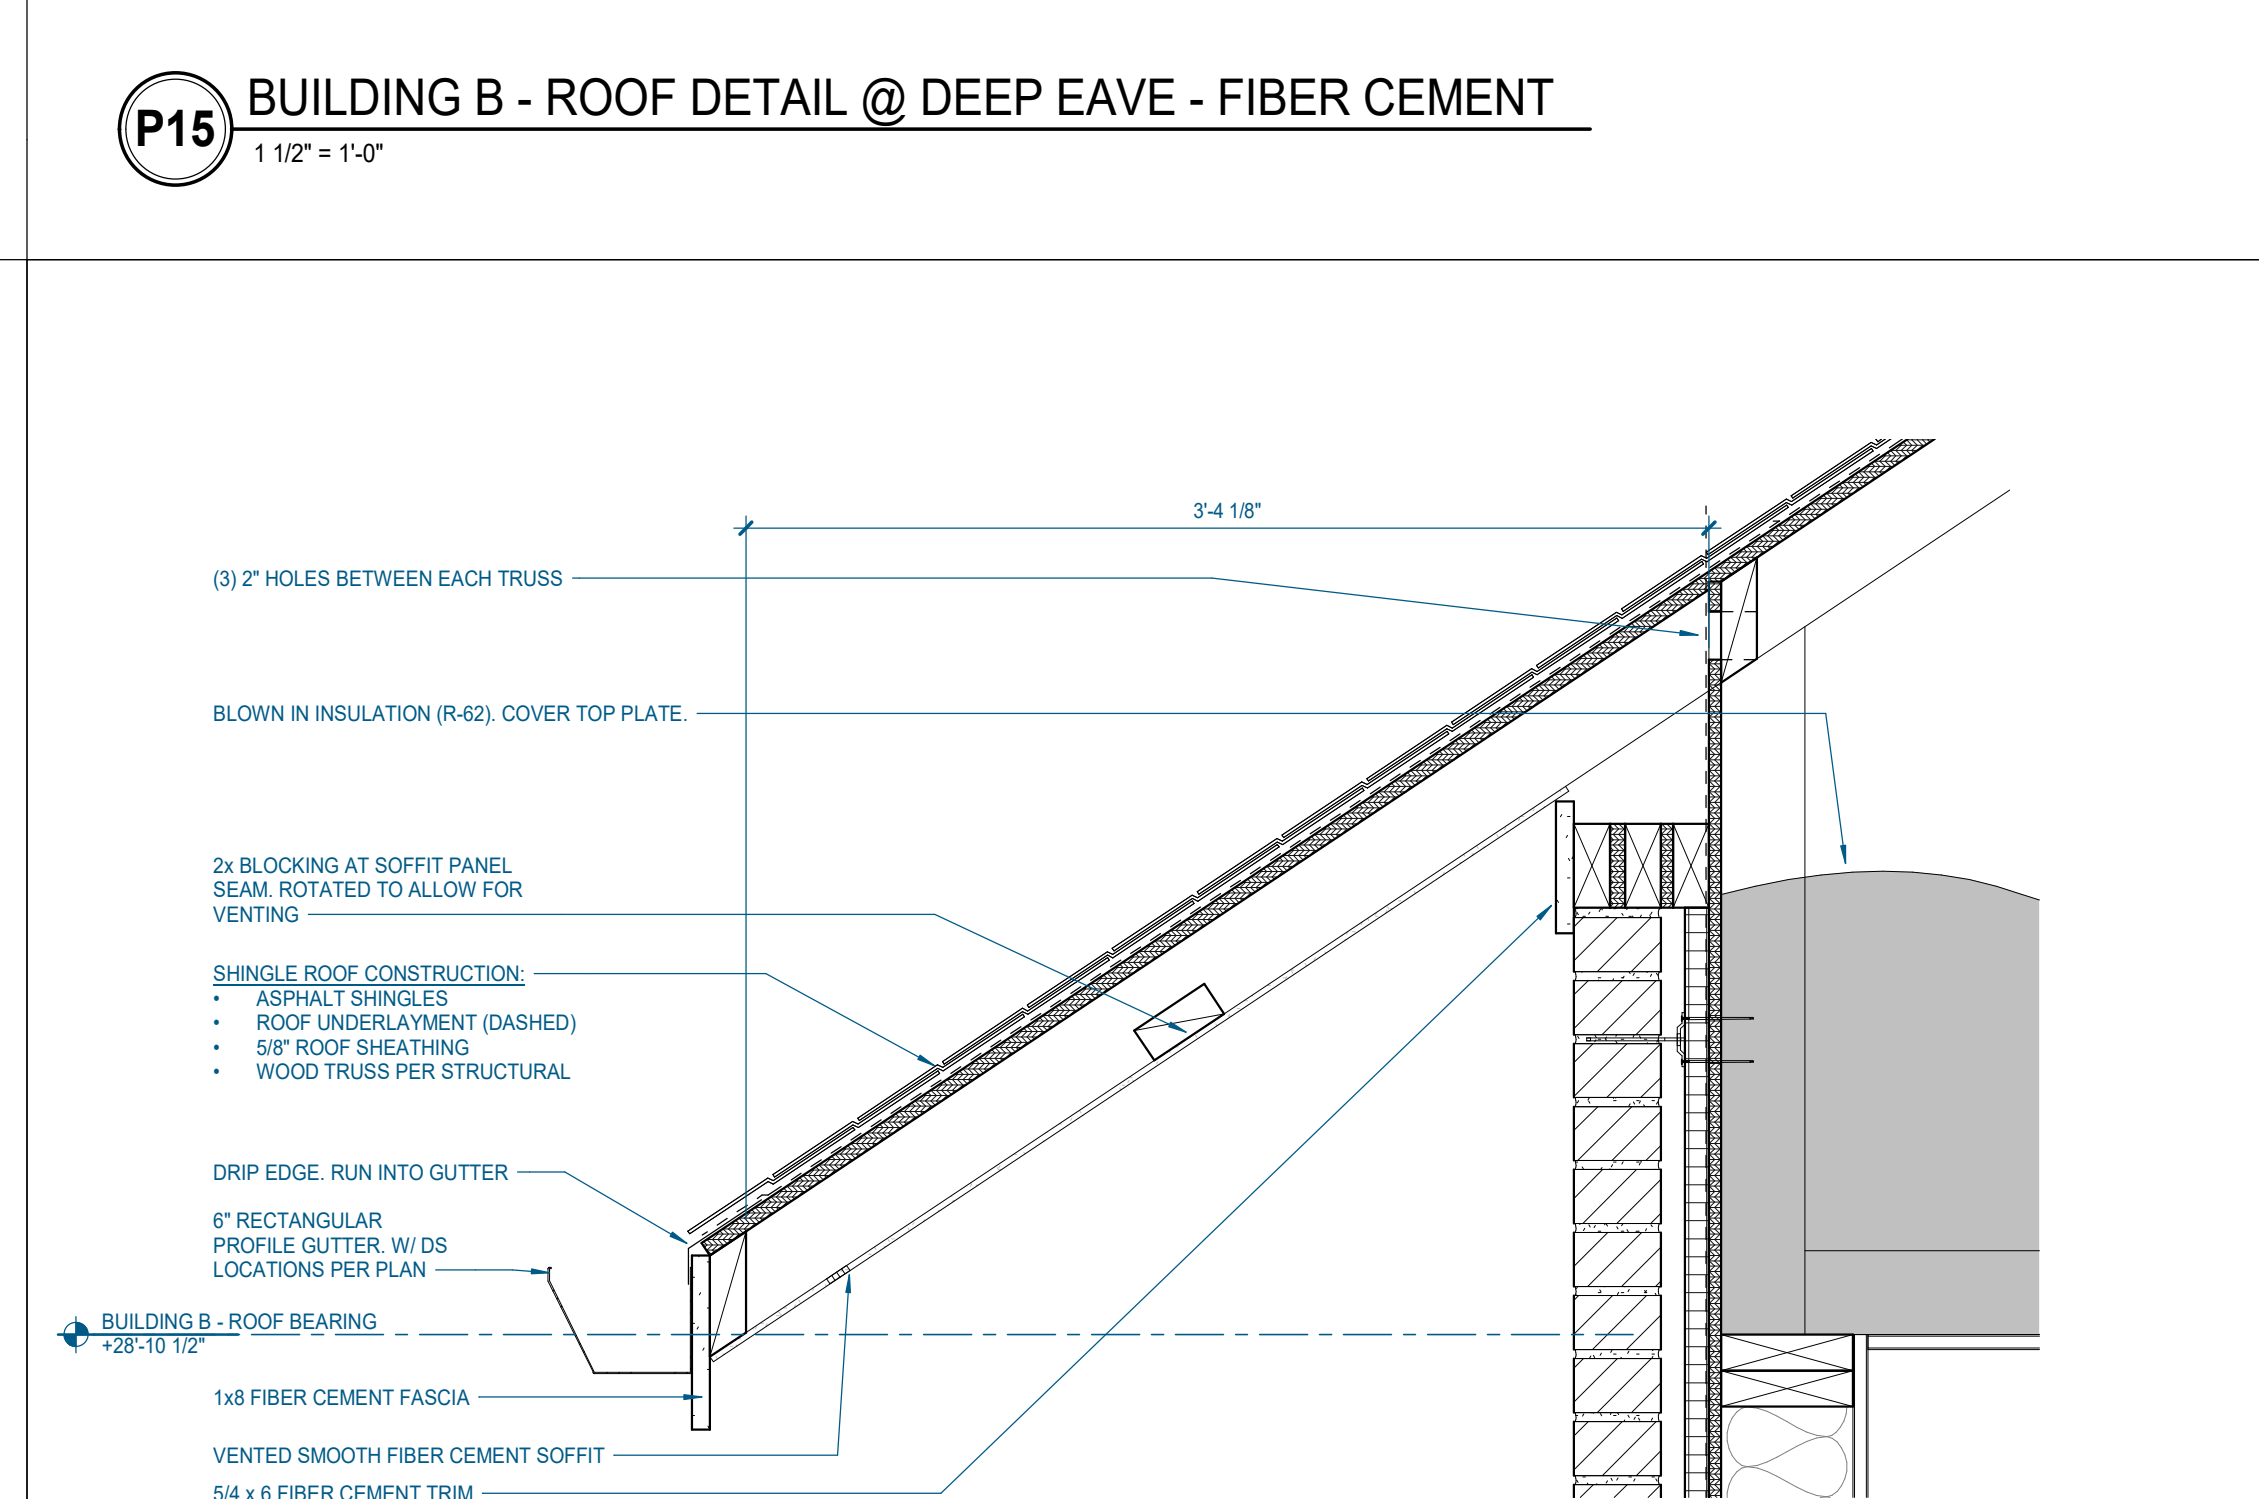 P15
BUILDING B - ROOF DETAIL @ DEEP EAVE - FIBER CEMENT
1 1/2" = 1'-0"
3'-4 1/8"
(3) 2" HOLES BETWEEN EACH TRUSS
BLOWN IN INSULATION (R-62). COVER TOP PLATE.
2x BLOCKING AT SOFFIT PANEL
SEAM. ROTATED TO ALLOW FOR
VENTING
SHINGLE ROOF CONSTRUCTION:
• ASPHALT SHINGLES
• ROOF UNDERLAYMENT (DASHED)
• 5/8" ROOF SHEATHING
• WOOD TRUSS PER STRUCTURAL
DRIP EDGE. RUN INTO GUTTER
6" RECTANGULAR
PROFILE GUTTER. W/ DS
LOCATIONS PER PLAN
BUILDING B - ROOF BEARING
+28'-10 1/2"
1x8 FIBER CEMENT FASCIA
VENTED SMOOTH FIBER CEMENT SOFFIT
5/4 x 6 FIBER CEMENT TRIM